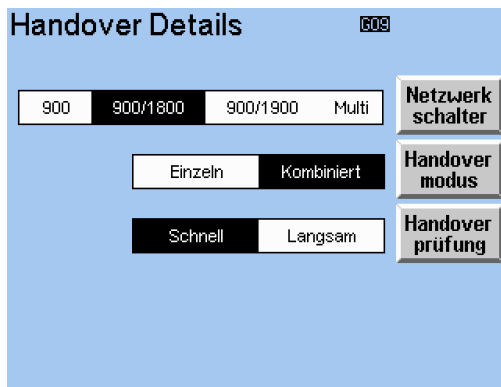 Handover Details G09
900 900/1800 900/1900 Multi
Netzwerk
schalter
Einzeln Kombiniert
Handover
modus
Schnell Langsam
Handover
prüfung